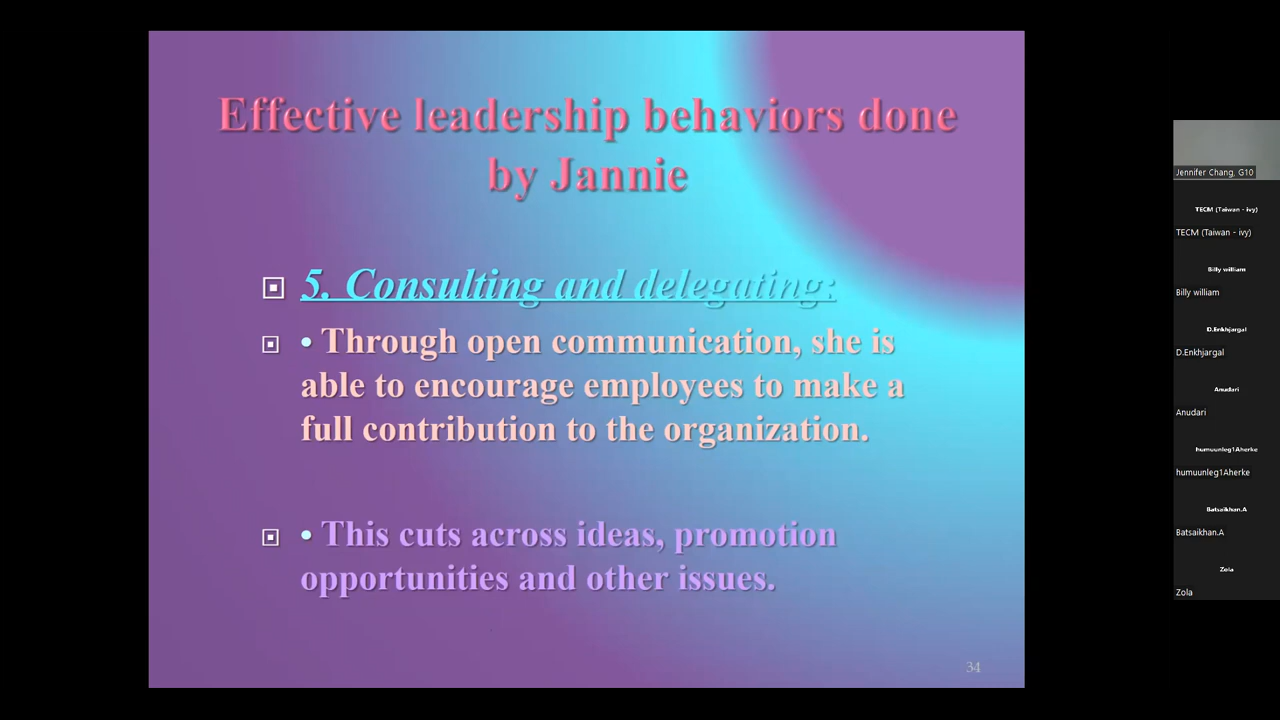 Effective leadership behaviors done
by Jannie
5. Consulting and delegating:
• Through open communication, she is
able to encourage employees to make a
full contribution to the organization.
• This cuts across ideas, promotion
opportunities and other issues.
34
Jennifer Chang, G10
TECM (Taiwan - ivy)
TECM (Taiwan - ivy)
Billy william
Billy william
D.Enkhjargal
D.Enkhjargal
Anudari
Anudari
humuunleg1Aherke
humuunleg1Aherke
Batsaikhan.A
Batsaikhan.A
Zola
Zola